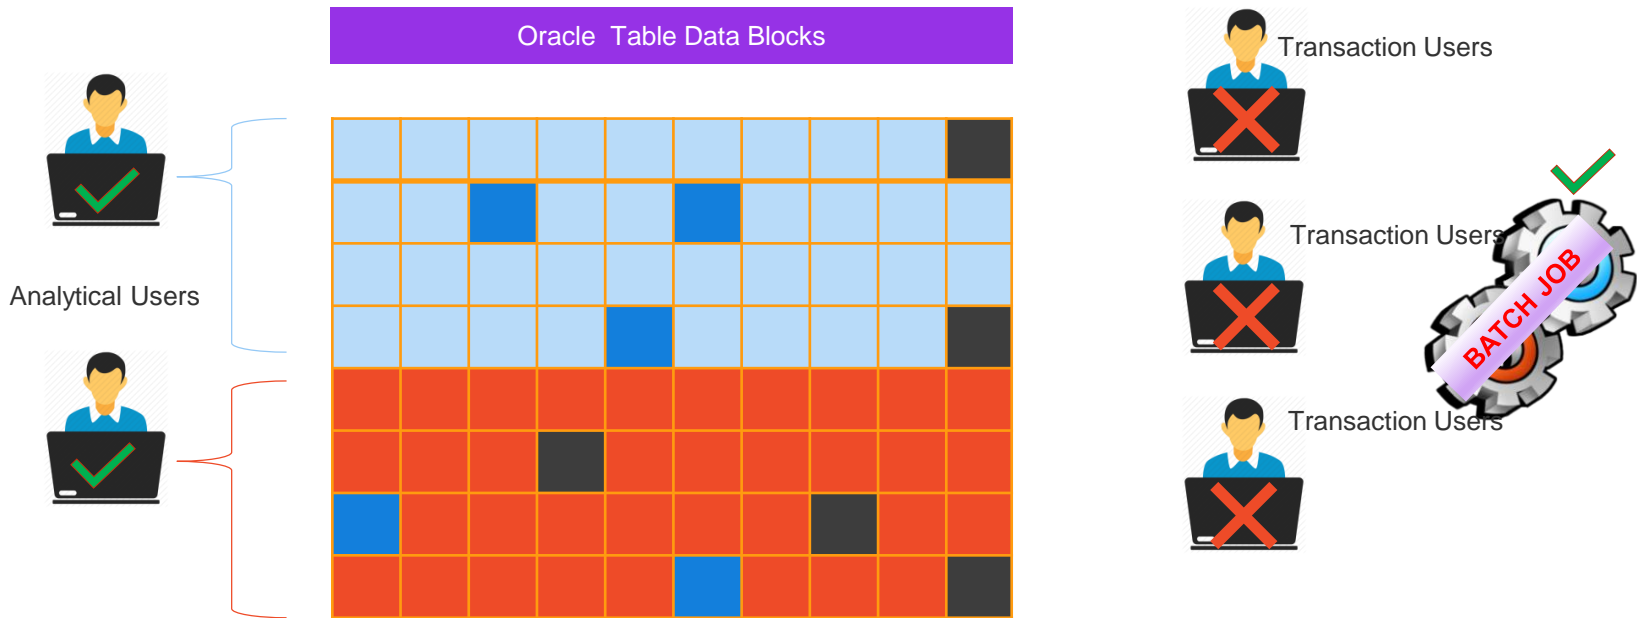 Oracle  Table Data Blocks
Transaction Users
Transaction Users
BATCH JOB
Analytical Users
Transaction Users